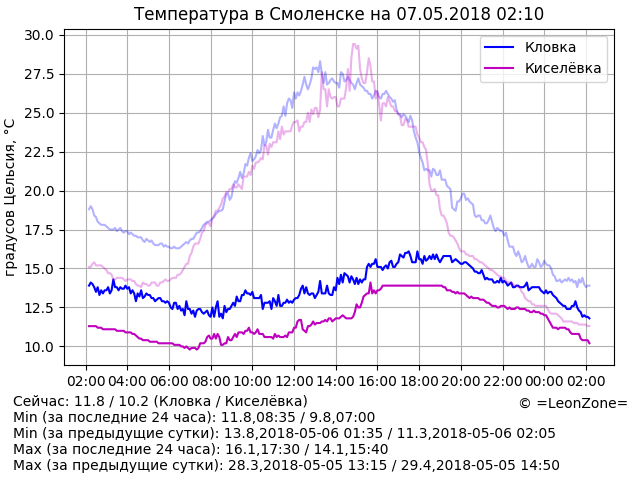 Температура в Смоленске на 07.05.2018 02:10
градусов Цельсия, °C
30.0
27.5
25.0
22.5
20.0
17.5
15.0
12.5
10.0
Кловка
Киселёвка
02:00 04:00 06:00 08:00 10:00 12:00 14:00 16:00 18:00 20:00 22:00 00:00 02:00
Сейчас: 11.8 / 10.2 (Кловка / Киселёвка)
© =LeonZone=
Min (за последние 24 часа): 11.8,08:35 / 9.8,07:00
Min (за предыдущие сутки): 13.8,2018-05-06 01:35 / 11.3,2018-05-06 02:05
Max (за последние 24 часа): 16.1,17:30 / 14.1,15:40
Max (за предыдущие сутки): 28.3,2018-05-05 13:15 / 29.4,2018-05-05 14:50